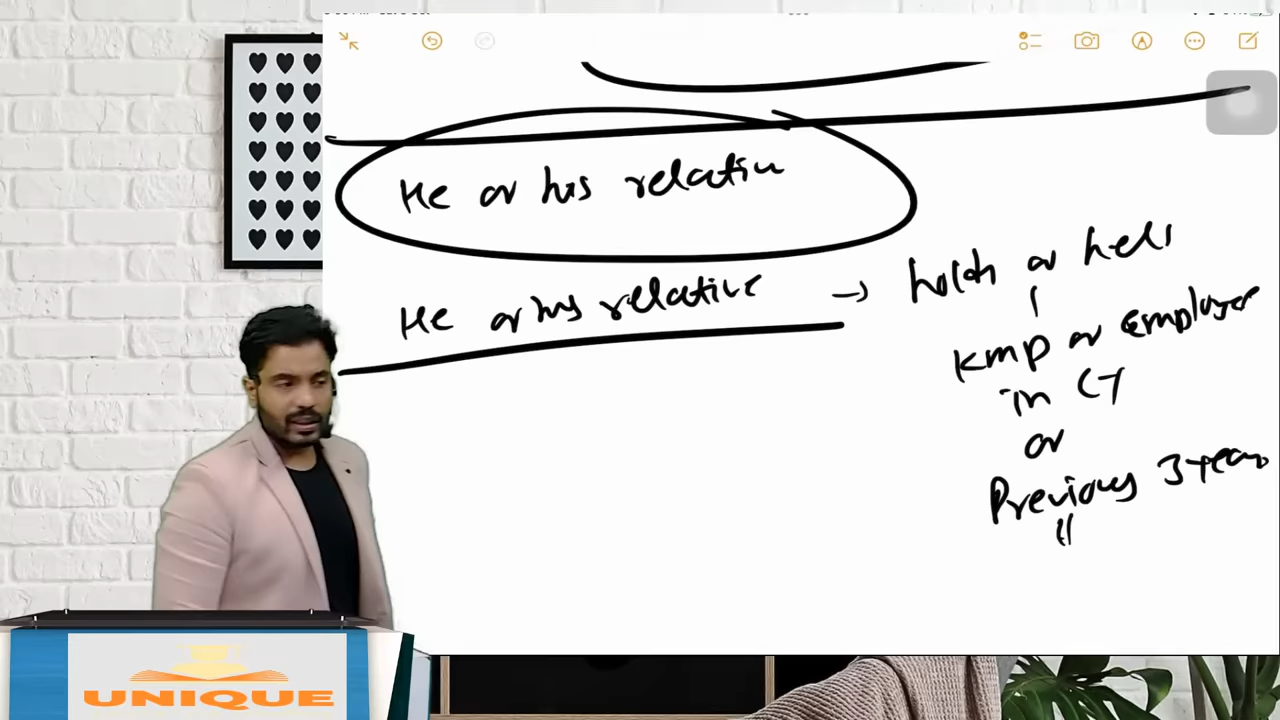 He or his relative
He or his relative → holds or held
KMP or Employee
in CY
or
Previous 3 years
UNIQUE